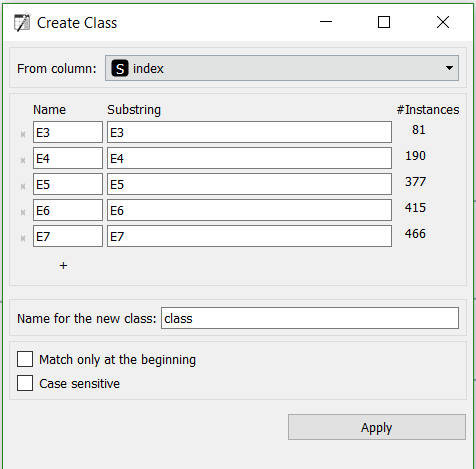 Create Class
From column: S index
Name Substring #Instances
E3 E3 81
E4 E4 190
E5 E5 377
E6 E6 415
E7 E7 466
+
Name for the new class: class
Match only at the beginning
Case sensitive
Apply